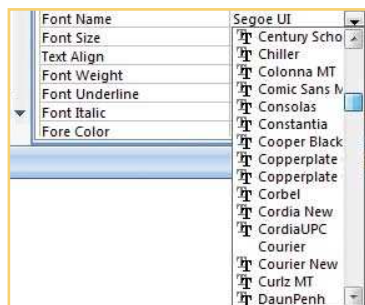 Font Name Segoe UI
Font Size
Text Align
Font Weight
Font Underline
Font Italic
Fore Color
Century Scho
Chiller
Colonna MT
Comic Sans M
Consolas
Constantia
Cooper Black
Copperplate
Copperplate
Corbel
Cordia New
CordiaUPC
Courier
Courier New
Curlz MT
DaunPenh